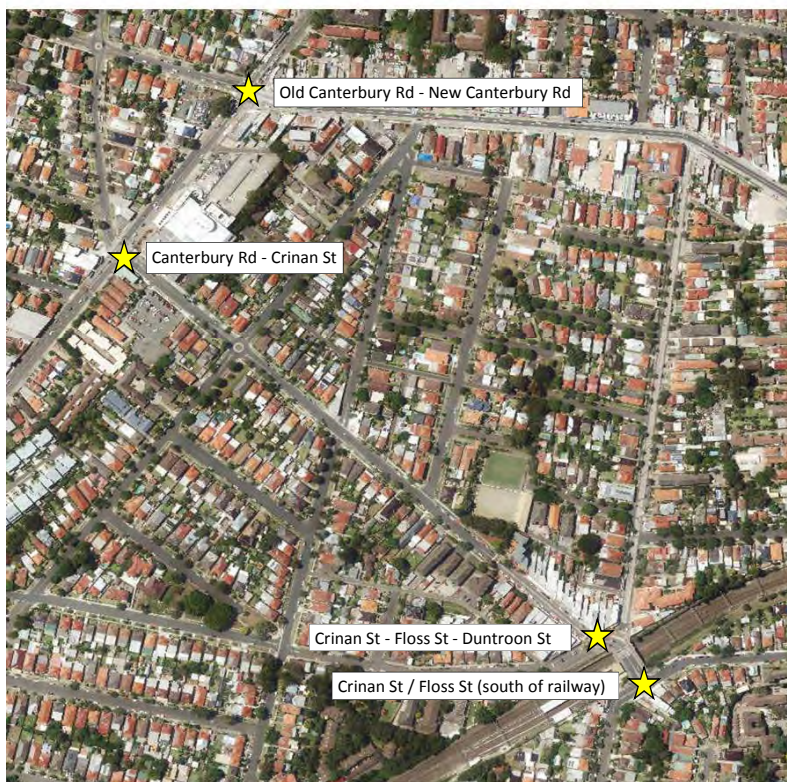 Old Canterbury Rd - New Canterbury Rd
Canterbury Rd - Crinan St
Crinan St - Floss St - Duntroon St
Crinan St / Floss St (south of railway)